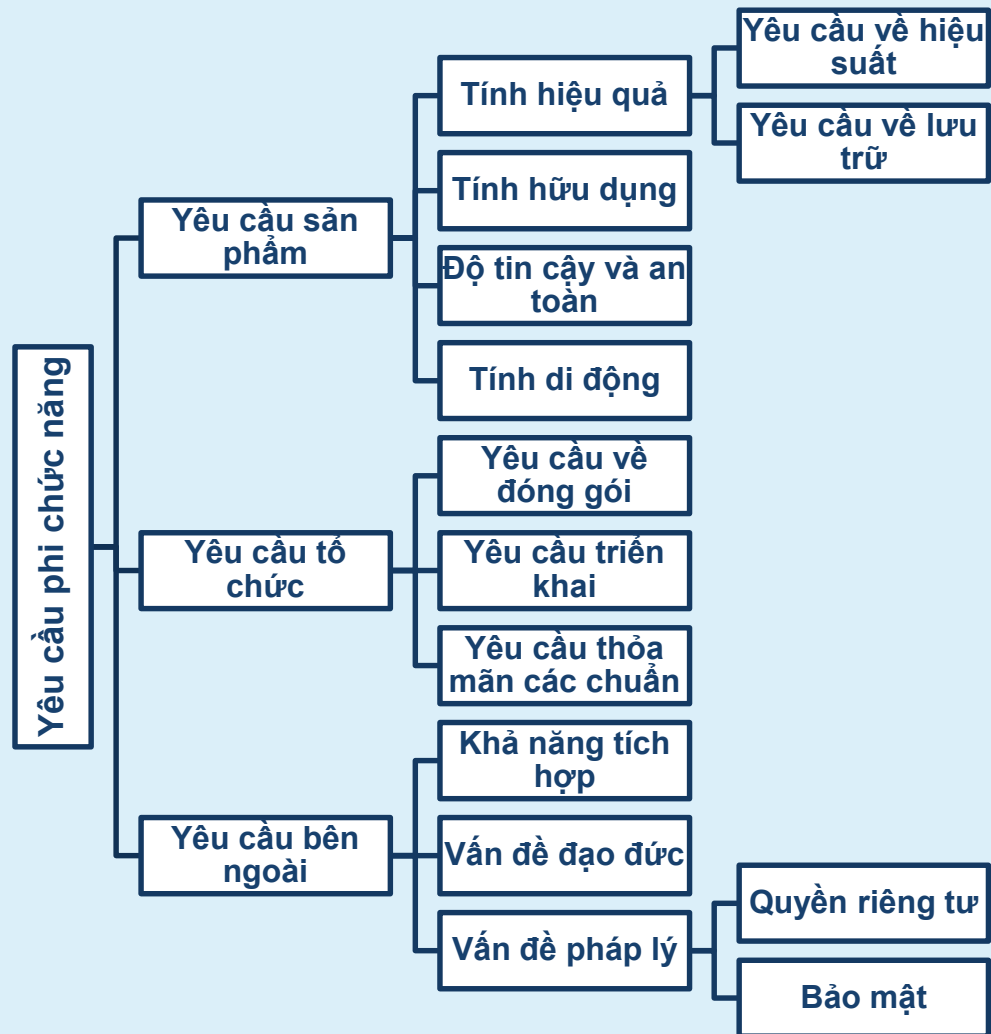 Yêu cầu phi chức năng
Yêu cầu sản
phẩm
Tính hiệu quả
Yêu cầu về hiệu
suất
Yêu cầu về lưu
trữ
Tính hữu dụng
Độ tin cậy và an
toàn
Tính di động
Yêu cầu tổ
chức
Yêu cầu về
đóng gói
Yêu cầu triển
khai
Yêu cầu thỏa
mãn các chuẩn
Yêu cầu bên
ngoài
Khả năng tích
hợp
Vấn đề đạo đức
Vấn đề pháp lý
Quyền riêng tư
Bảo mật